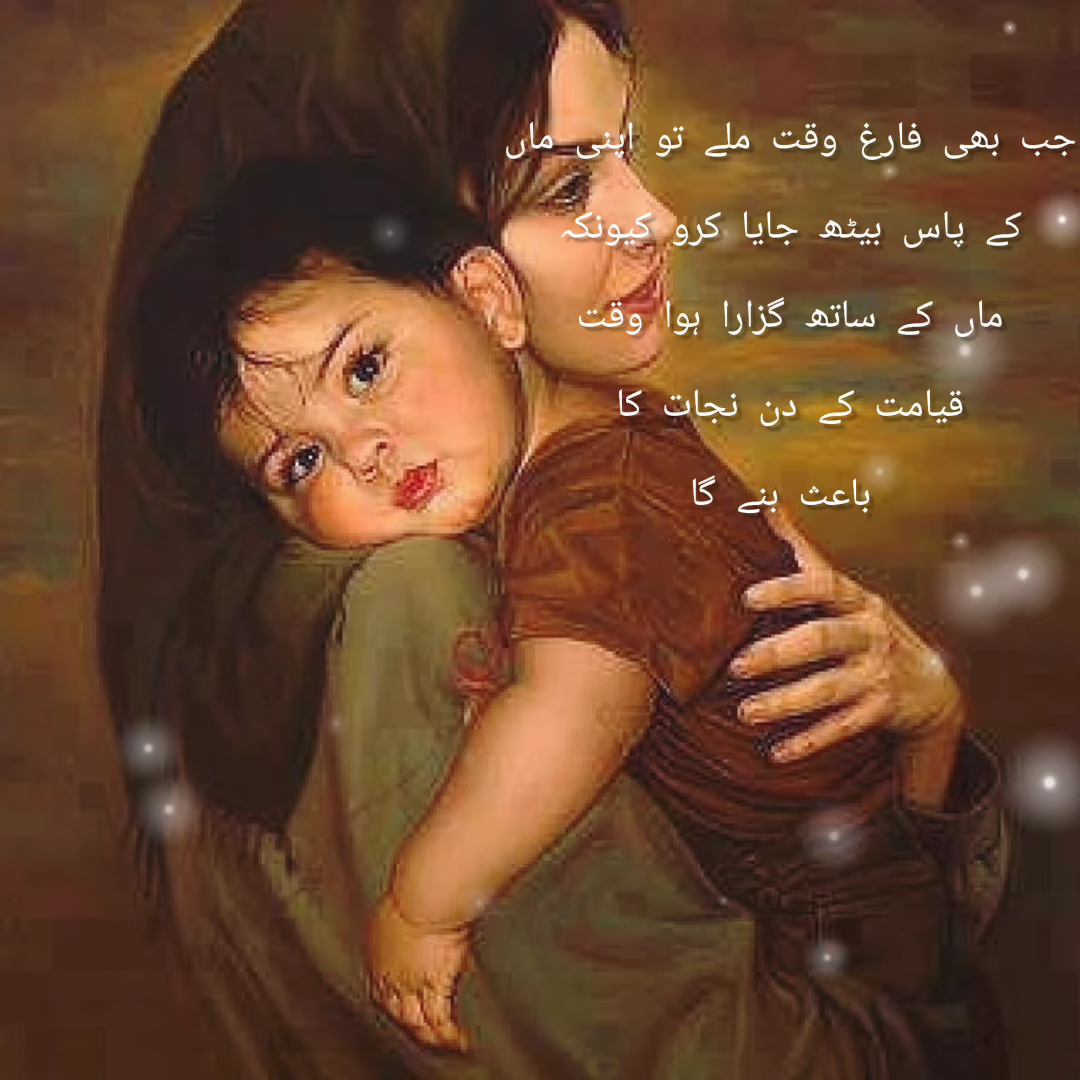 جب بھی فارغ وقت ملے تو اپنی ماں
کے پاس بیٹھ جایا کرو کیونکہ
ماں کے ساتھ گزارا ہوا وقت
قیامت کے دن نجات کا
باعث بنے گا